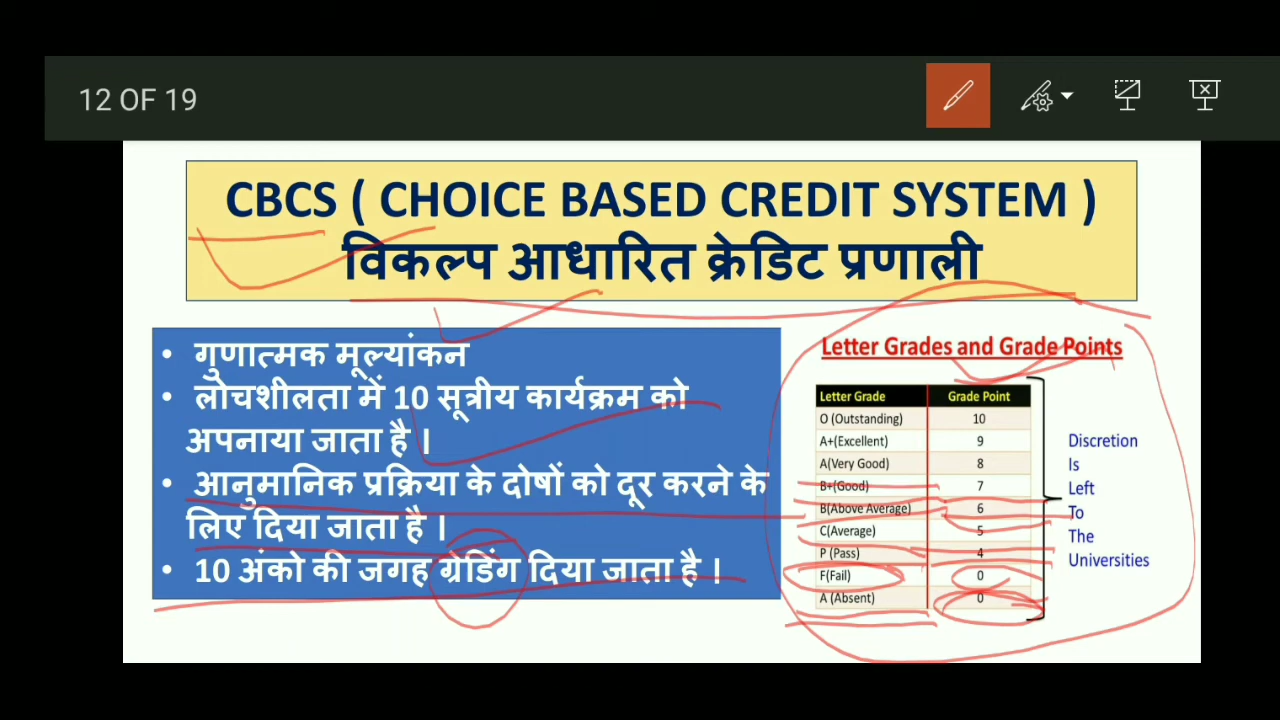 12 OF 19
CBCS ( CHOICE BASED CREDIT SYSTEM )
विकल्प आधारित क्रेडिट प्रणाली
• गुणात्मक मूल्यांकन
• लोचशीलता में 10 सूत्रीय कार्यक्रम को
अपनाया जाता है ।
• आनुमानिक प्रक्रिया के दोषों को दूर करने के
लिए दिया जाता है ।
• 10 अंको की जगह ग्रेडिंग दिया जाता है ।
Letter Grades and Grade Points
Letter Grade Grade Point
O (Outstanding) 10
A+(Excellent) 9
A(Very Good) 8
B+(Good) 7
B(Above Average) 6
C(Average) 5
P (Pass) 4
F(Fail) 0
A (Absent) 0
Discretion
Is
Left
To
The
Universities